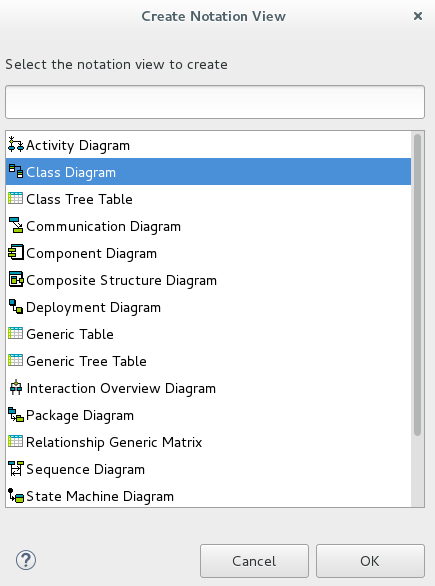 Create Notation View
Select the notation view to create
Activity Diagram
Class Diagram
Class Tree Table
Communication Diagram
Component Diagram
Composite Structure Diagram
Deployment Diagram
Generic Table
Generic Tree Table
Interaction Overview Diagram
Package Diagram
Relationship Generic Matrix
Sequence Diagram
State Machine Diagram
? Cancel OK